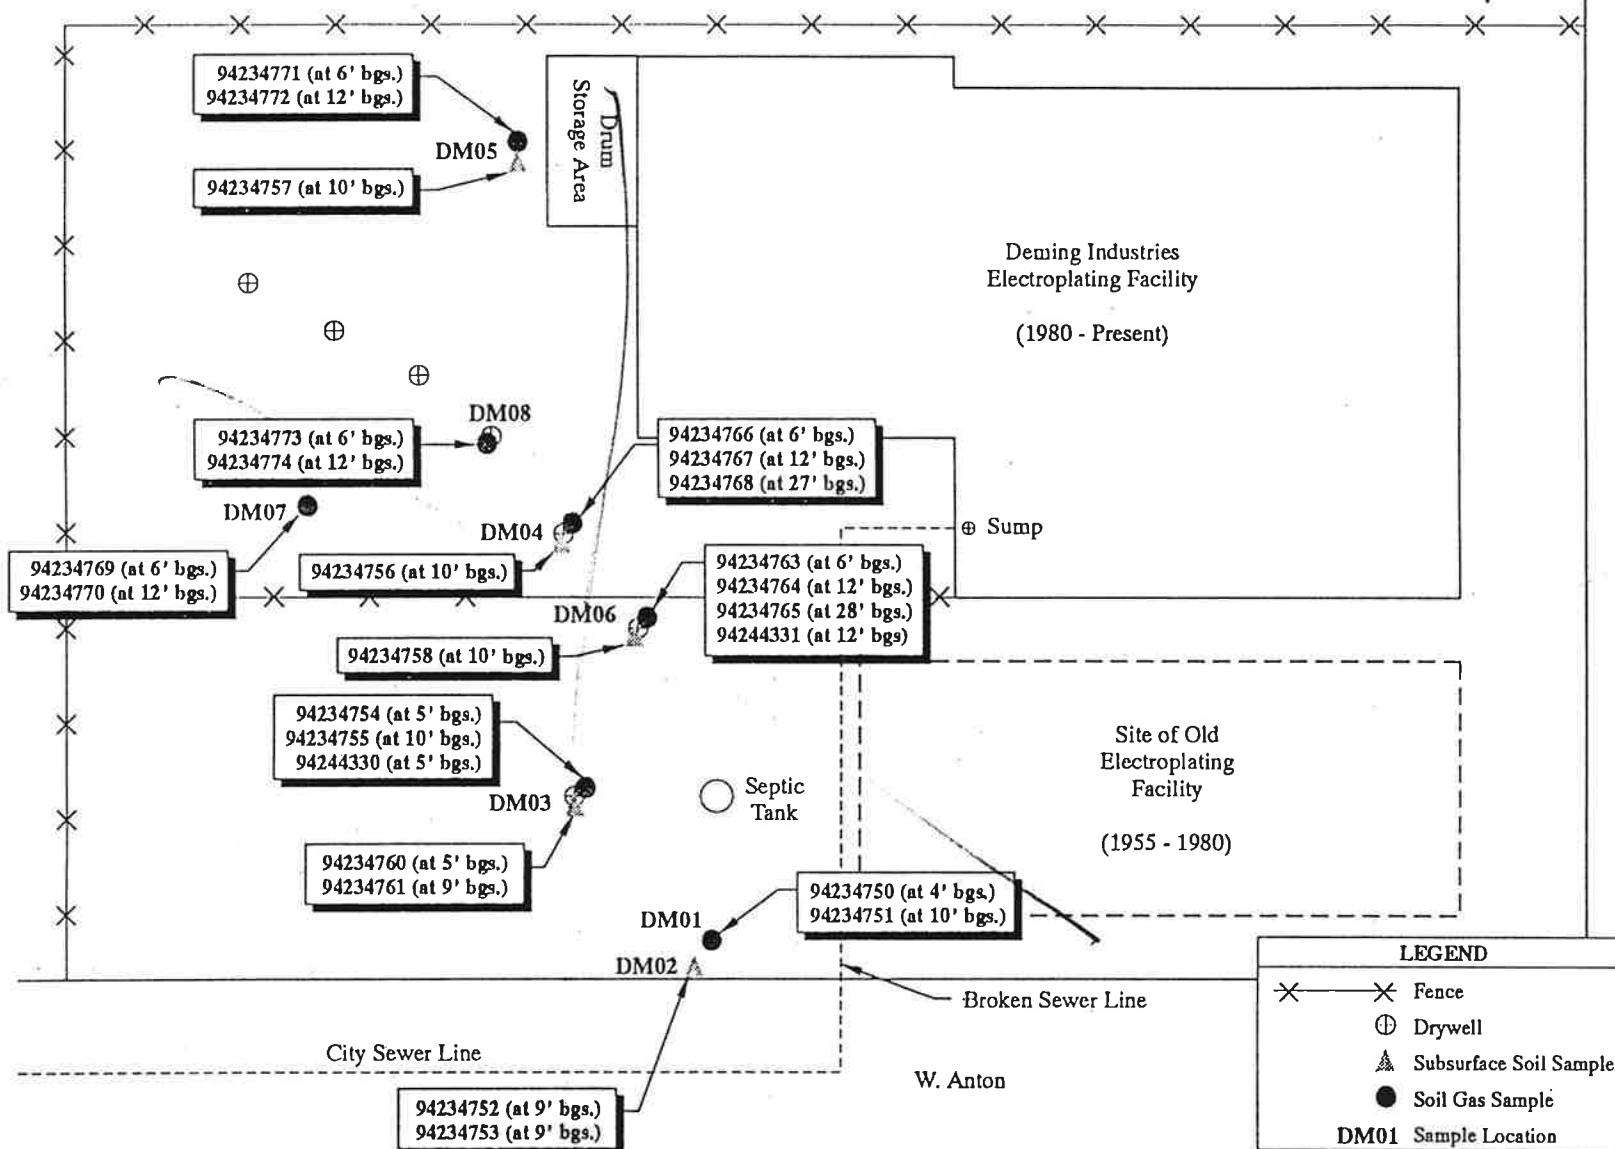 94234771 (at 6' bgs.)
94234772 (at 12' bgs.)
DM05
94234757 (at 10' bgs.)
Drum
Storage Area
Deming Industries
Electroplating Facility
(1980 - Present)
DM08
94234773 (at 6' bgs.)
94234774 (at 12' bgs.)
94234766 (at 6' bgs.)
94234767 (at 12' bgs.)
94234768 (at 27' bgs.)
DM07
DM04
Sump
94234769 (at 6' bgs.)
94234770 (at 12' bgs.)
94234756 (at 10' bgs.)
94234763 (at 6' bgs.)
94234764 (at 12' bgs.)
94234765 (at 28' bgs.)
94244331 (at 12' bgs)
DM06
94234758 (at 10' bgs.)
94234754 (at 5' bgs.)
94234755 (at 10' bgs.)
94244330 (at 5' bgs.)
DM03
Septic
Tank
Site of Old
Electroplating
Facility
(1955 - 1980)
94234760 (at 5' bgs.)
94234761 (at 9' bgs.)
94234750 (at 4' bgs.)
94234751 (at 10' bgs.)
DM01
DM02
Broken Sewer Line
City Sewer Line
W. Anton
94234752 (at 9' bgs.)
94234753 (at 9' bgs.)
LEGEND
Fence
Drywell
Subsurface Soil Sample
Soil Gas Sample
DM01 Sample Location